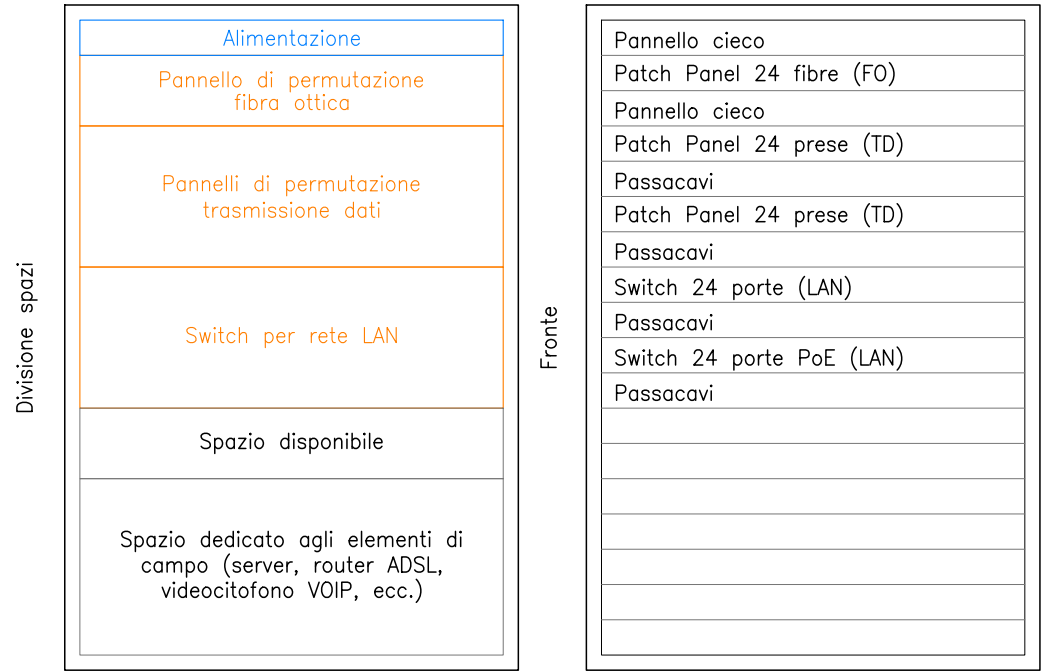 Divisione spazi
Alimentazione
Pannello di permutazione
fibra ottica
Pannelli di permutazione
trasmissione dati
Switch per rete LAN
Spazio disponibile
Spazio dedicato agli elementi di
campo (server, router ADSL,
videocitofono VOIP, ecc.)
Fronte
Pannello cieco
Patch Panel 24 fibre (FO)
Pannello cieco
Patch Panel 24 prese (TD)
Passacavi
Patch Panel 24 prese (TD)
Passacavi
Switch 24 porte (LAN)
Passacavi
Switch 24 porte PoE (LAN)
Passacavi